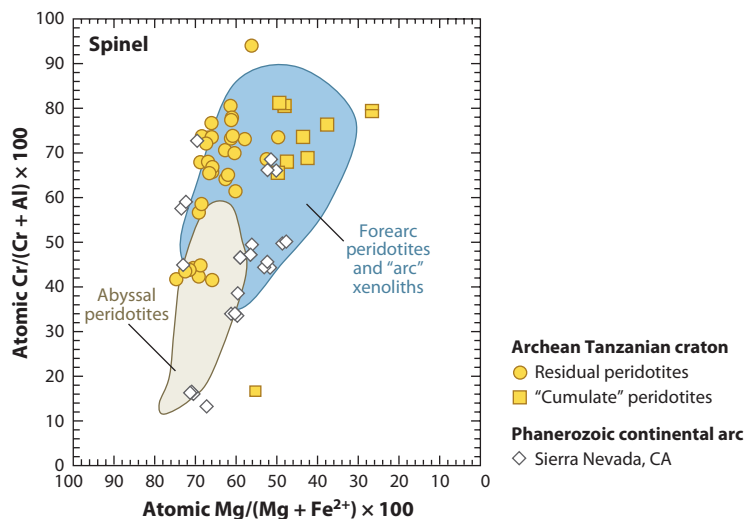 Spinel
100
90
80
70
60
50
40
30
20
10
0
Atomic Cr/(Cr + Al) × 100
Forearc
peridotites
and “arc”
xenoliths
Abyssal
peridotites
100 90 80 70 60 50 40 30 20 10 0
Atomic Mg/(Mg + Fe²⁺) × 100
Archean Tanzanian craton
Residual peridotites
“Cumulate” peridotites
Phanerozoic continental arc
Sierra Nevada, CA